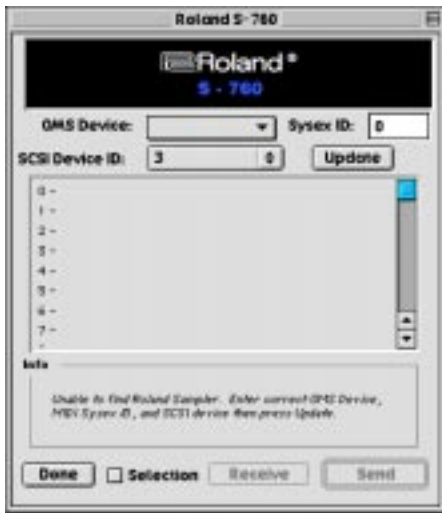 Roland S-760
Roland®
S - 760
OMS Device:
Sysex ID: 0
SCSI Device ID: 3
Update
0 -
1 -
2 -
3 -
4 -
5 -
6 -
7 -
Info
Unable to find Roland Sampler. Enter correct OMS Device,
MIDI Sysex ID, and SCSI device then press Update.
Done
Selection
Receive
Send